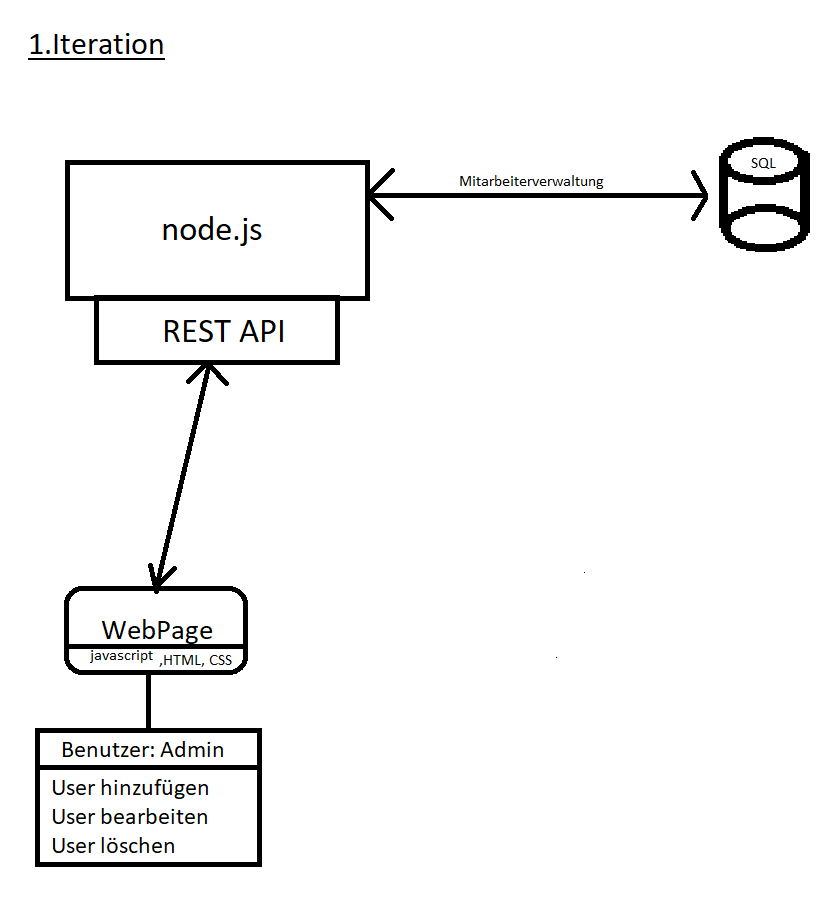 1.Iteration
Mitarbeiterverwaltung
SQL
node.js
REST API
WebPage
javascript ,HTML, CSS
Benutzer: Admin
User hinzufügen
User bearbeiten
User löschen